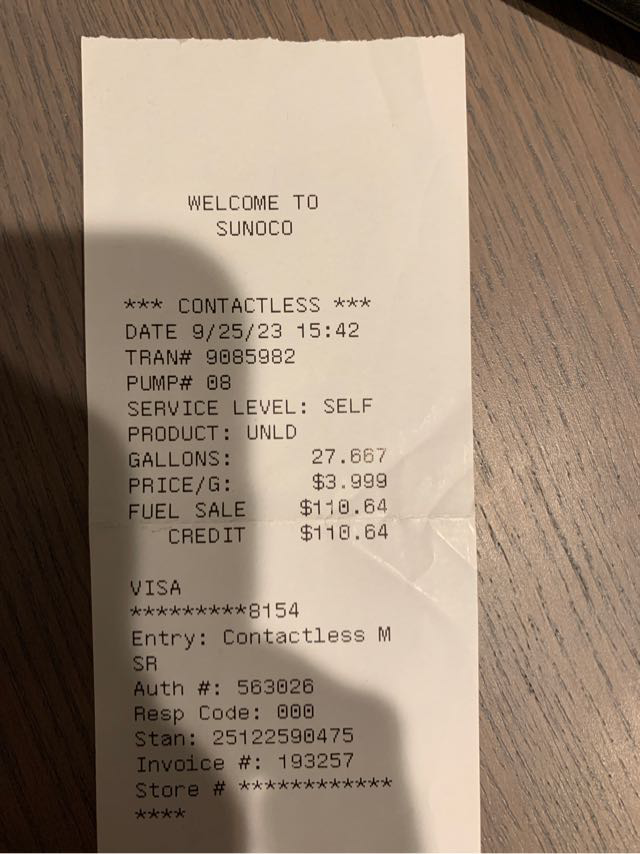 WELCOME TO
SUNOCO
*** CONTACTLESS ***
DATE 9/25/23 15:42
TRAN# 9085982
PUMP# 08
SERVICE LEVEL: SELF
PRODUCT: UNLD
GALLONS: 27.667
PRICE/G: $3.999
FUEL SALE $110.64
CREDIT $110.64
VISA
*********8154
Entry: Contactless M
SR
Auth #: 563026
Resp Code: 000
Stan: 25122590475
Invoice #: 193257
Store # ************
****